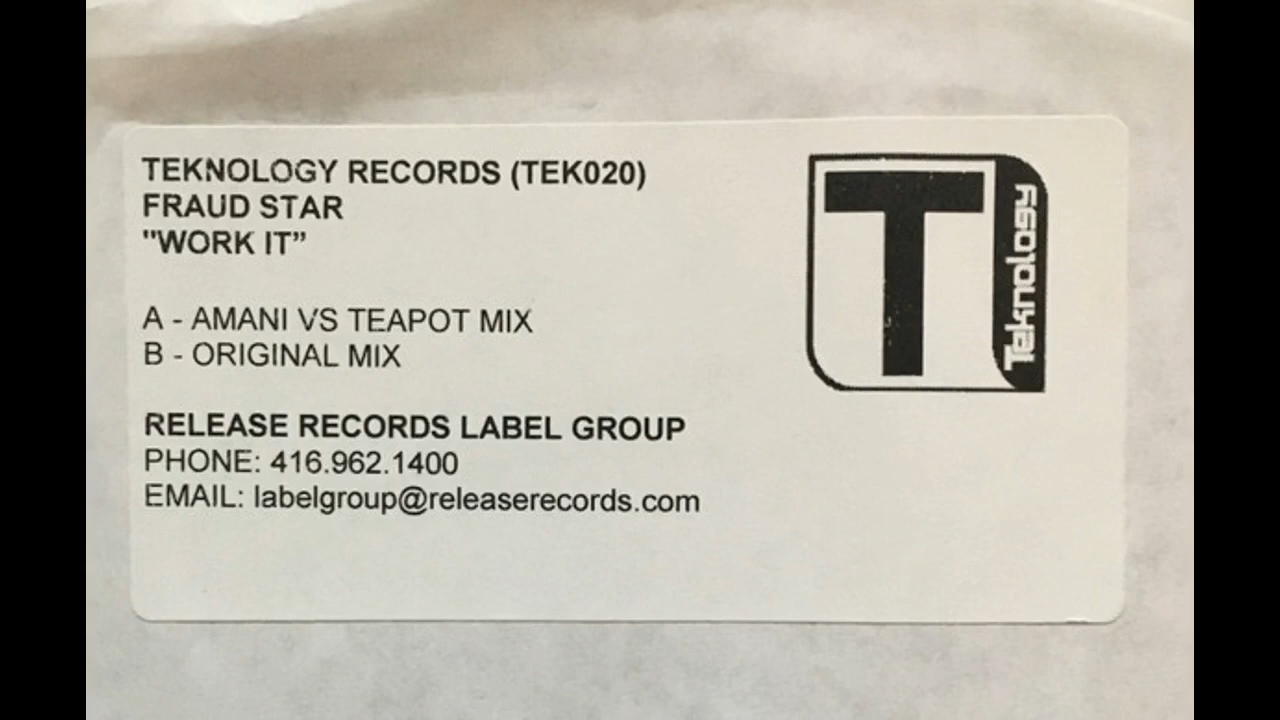 TEKNOLOGY RECORDS (TEK020)
FRAUD STAR
"WORK IT”
A - AMANI VS TEAPOT MIX
B - ORIGINAL MIX
RELEASE RECORDS LABEL GROUP
PHONE: 416.962.1400
EMAIL: labelgroup@releaserecords.com
T
Teknology